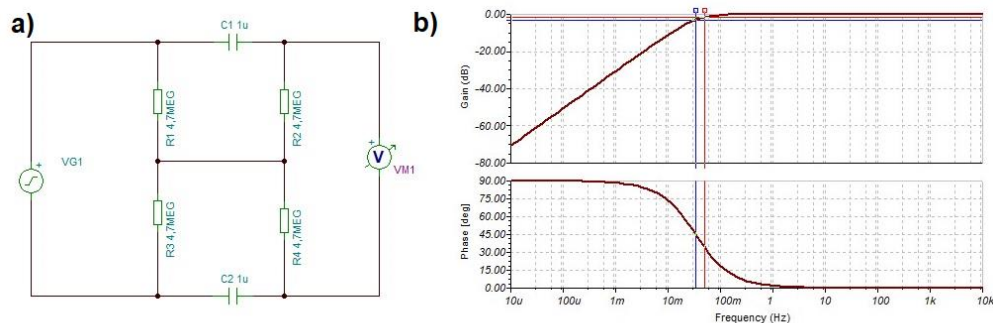 a)
C1 1u
R1 4,7MEG
R2 4,7MEG
VG1
+
+
V
VM1
R3 4,7MEG
R4 4,7MEG
C2 1u
b)
Gain (dB)
0.00
-20.00
-40.00
-60.00
-80.00
Phase [deg]
90.00
75.00
60.00
45.00
30.00
15.00
0.00
10u 100u 1m 10m 100m 1 10 100 1k 10k
Frequency (Hz)